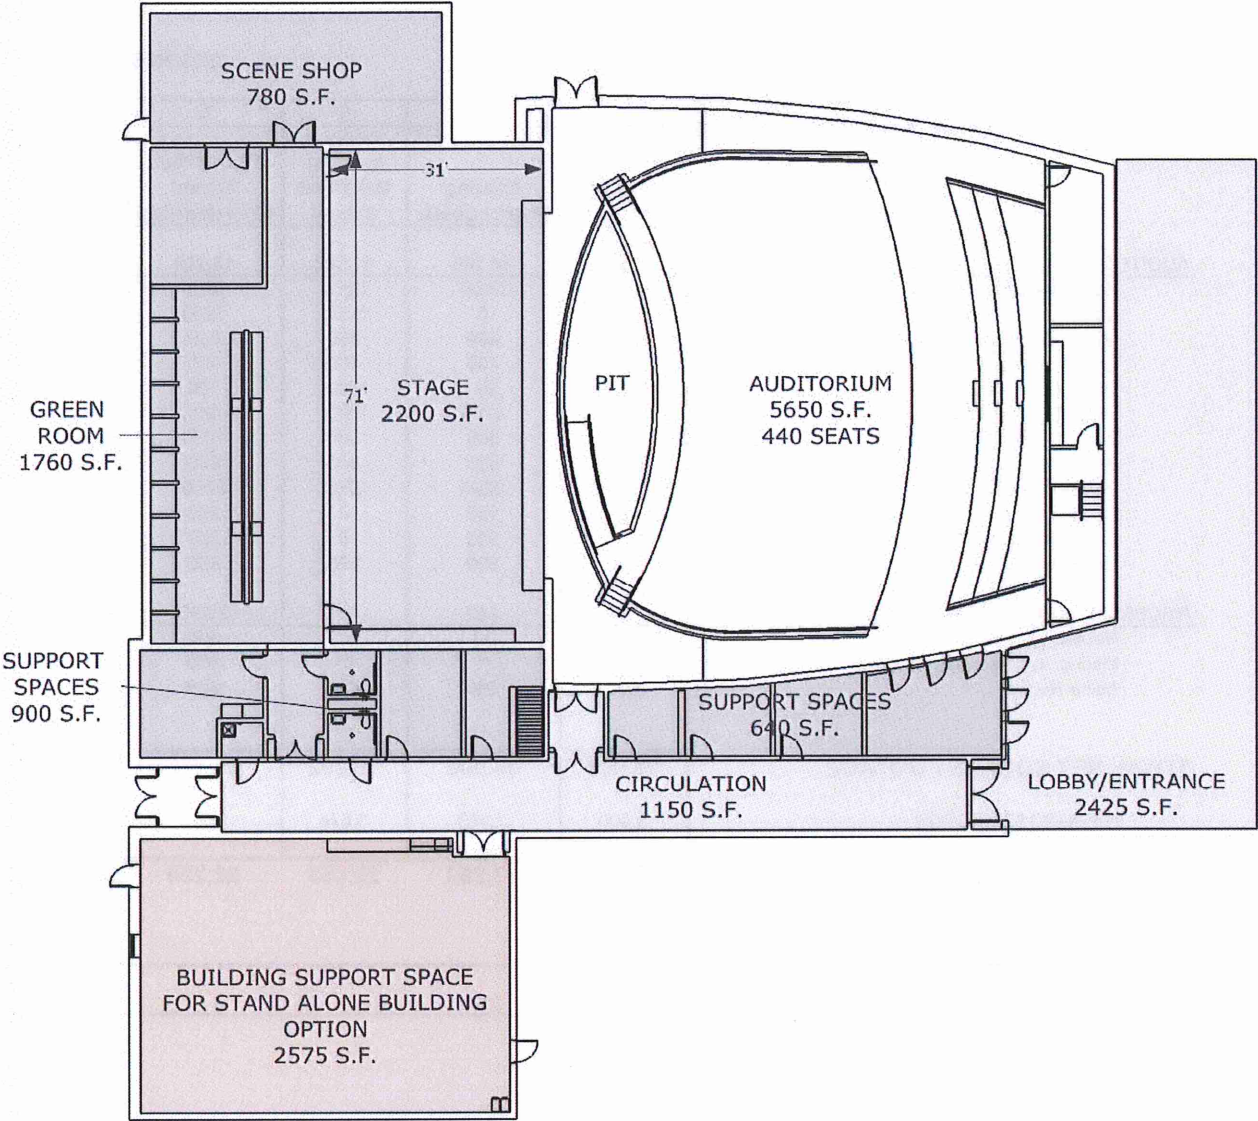 SCENE SHOP
780 S.F.
31'
71'
STAGE
2200 S.F.
PIT
AUDITORIUM
5650 S.F.
440 SEATS
GREEN
ROOM
1760 S.F.
SUPPORT
SPACES
900 S.F.
SUPPORT SPACES
640 S.F.
CIRCULATION
1150 S.F.
LOBBY/ENTRANCE
2425 S.F.
BUILDING SUPPORT SPACE
FOR STAND ALONE BUILDING
OPTION
2575 S.F.